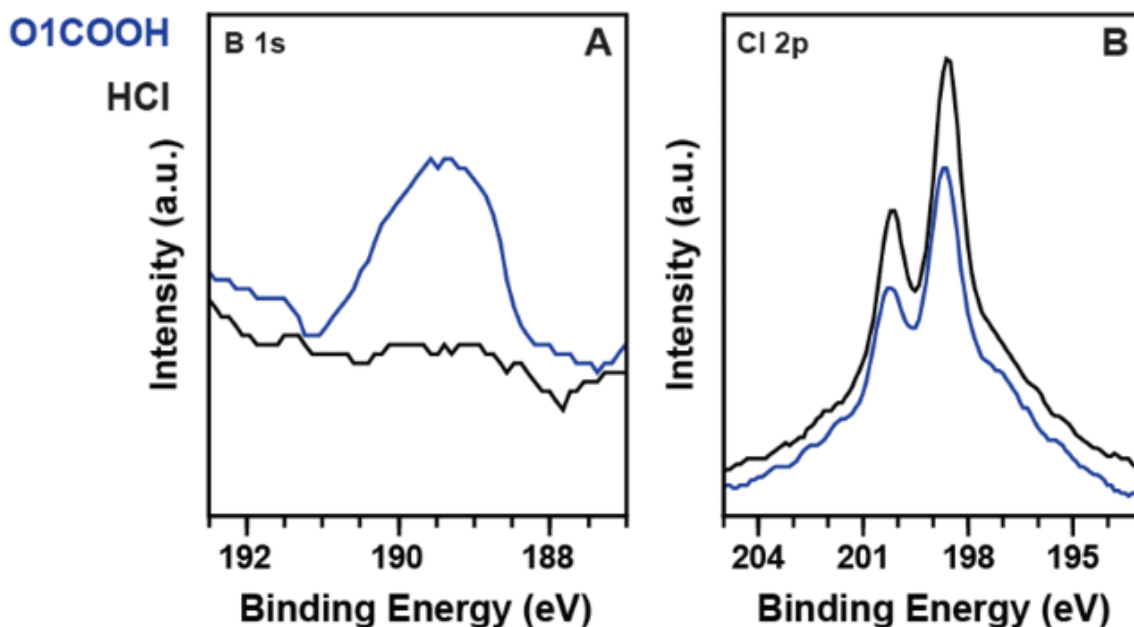 O1COOH
HCl
B 1s
A
Intensity (a.u.)
192 190 188
Binding Energy (eV)
Cl 2p
B
Intensity (a.u.)
204 201 198 195
Binding Energy (eV)